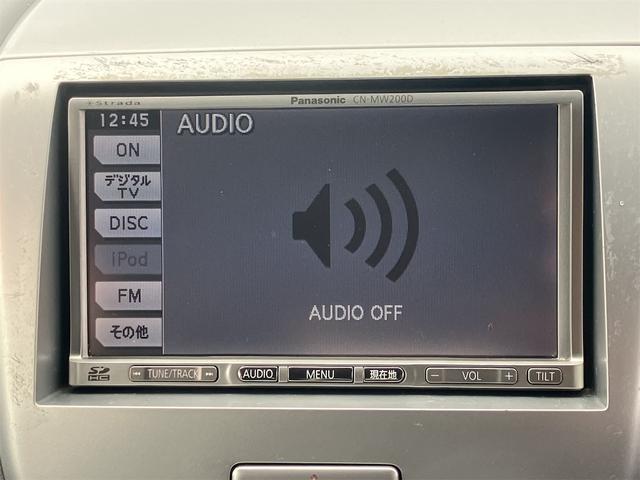 Strada
Panasonic CN-MW200D
12:45
AUDIO
ON
デジタル
TV
DISC
iPod
FM
その他
AUDIO OFF
SD
HC
TUNE/TRACK
AUDIO
MENU
現在地
− VOL +
TILT